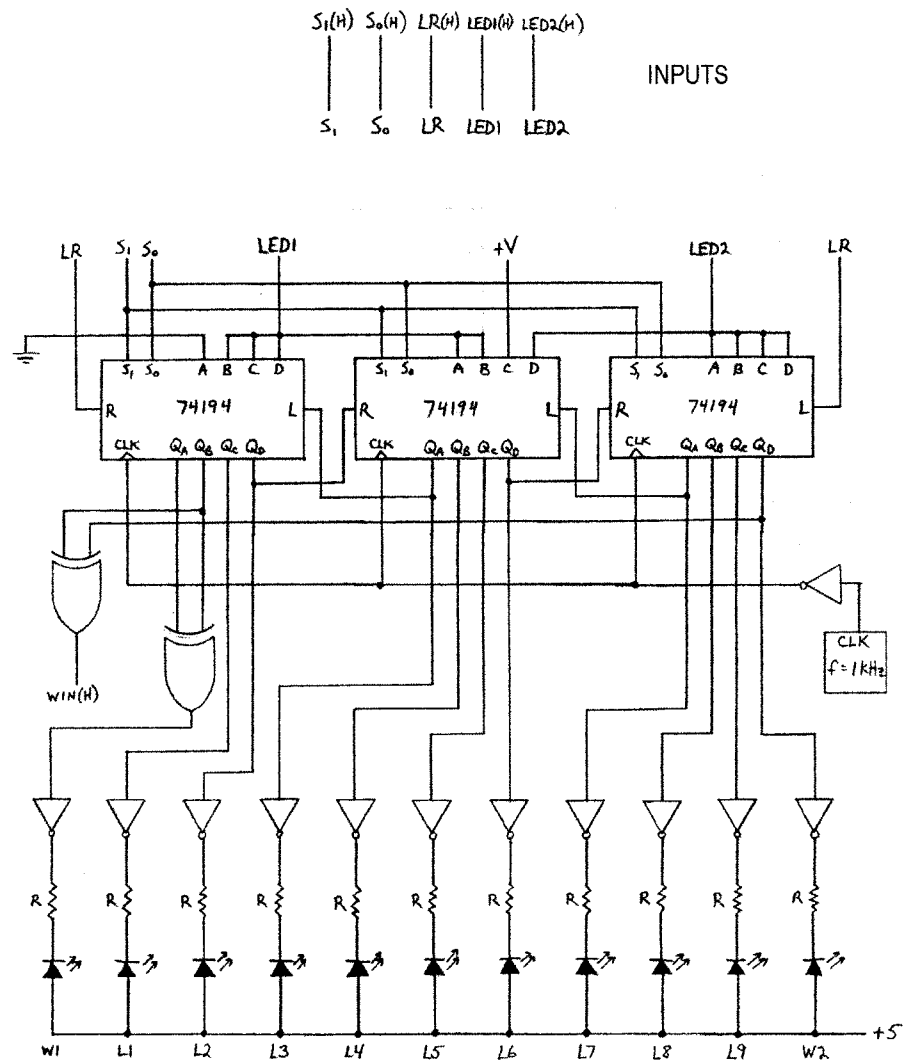 S₁(H) S₀(H) LR(H) LED1(H) LED2(H)
INPUTS
S₁ S₀ LR LED1 LED2
LR S₁ S₀ LED1 +V LED2 LR
S₁ S₀ A B C D S₁ S₀ A B C D S₁ S₀ A B C D
R 74194 L R 74194 L R 74194 L
CLK QA QB QC QD CLK QA QB QC QD CLK QA QB QC QD
CLK
f=1kHz
WIN(H)
R R R R R R R R R R R
+5
W1 L1 L2 L3 L4 L5 L6 L7 L8 L9 W2